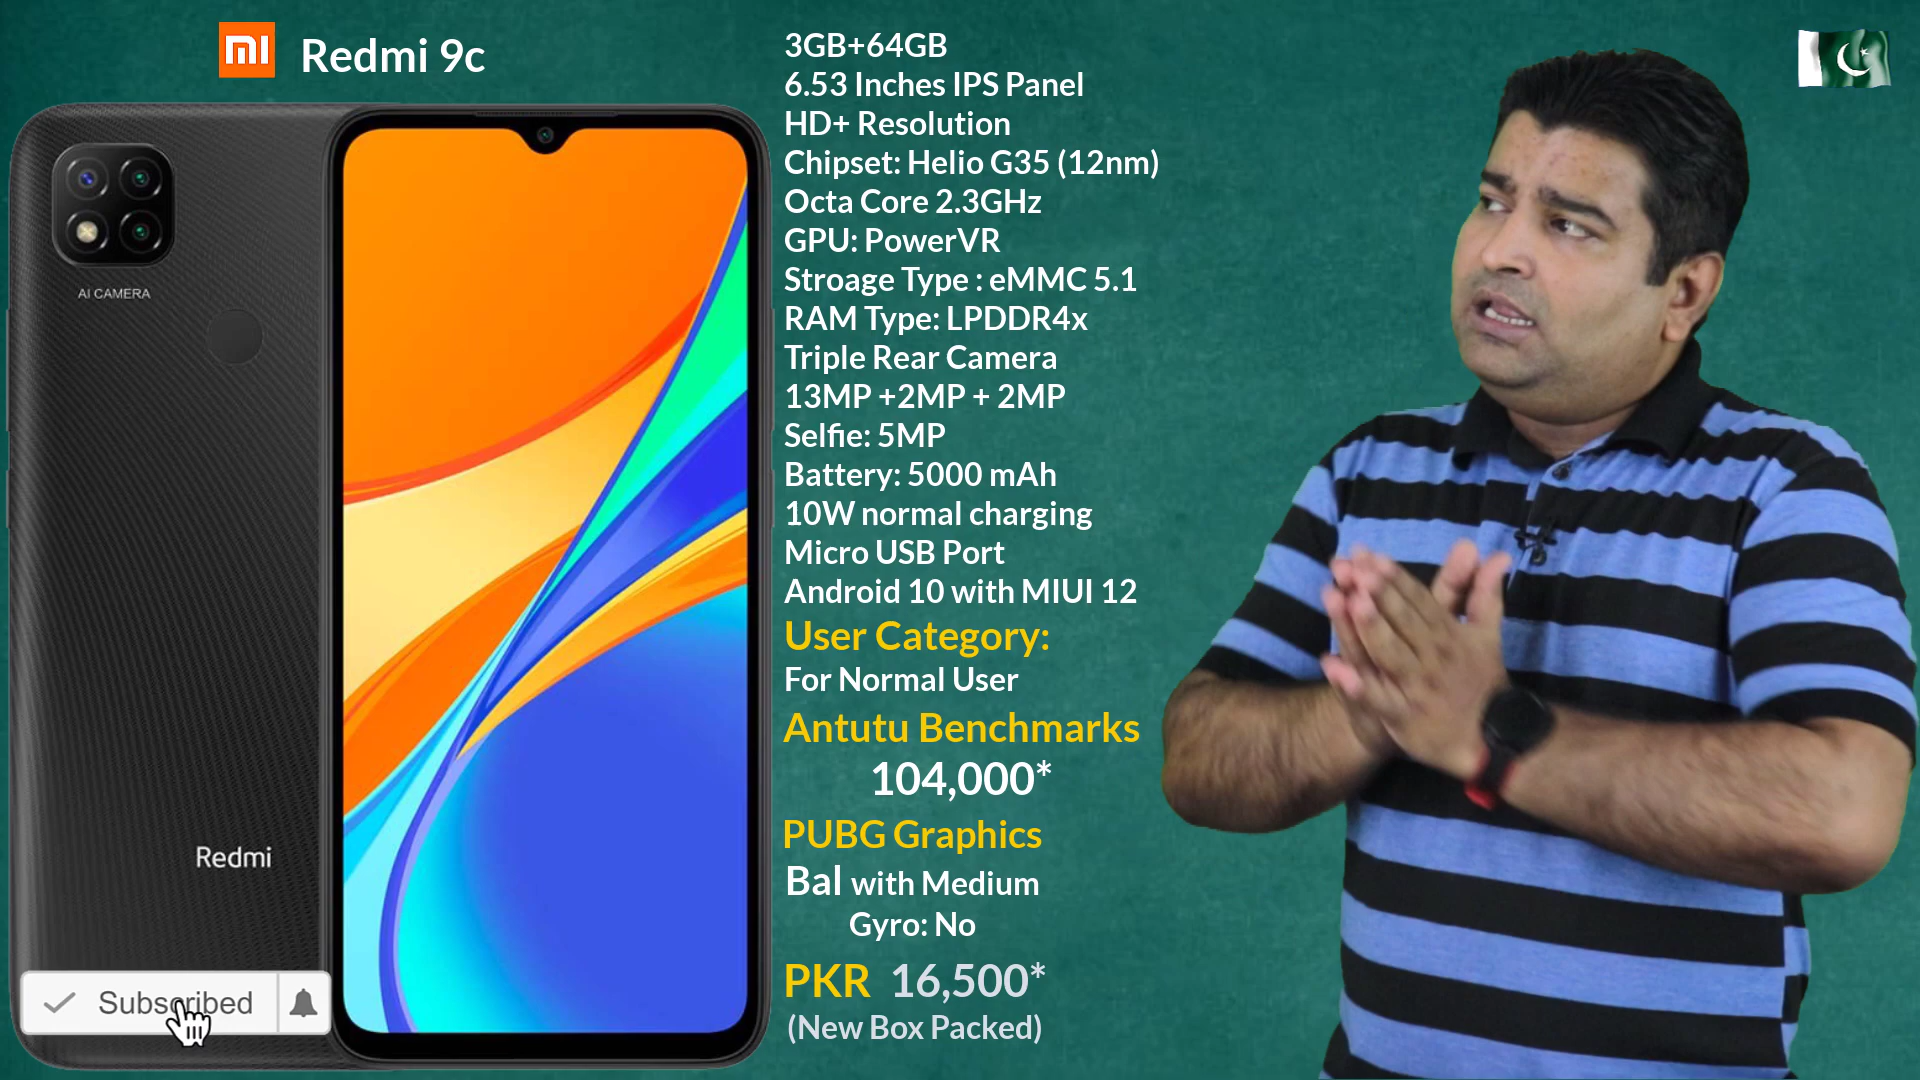 mi Redmi 9c
AI CAMERA
Redmi
Subscribed
3GB+64GB
6.53 Inches IPS Panel
HD+ Resolution
Chipset: Helio G35 (12nm)
Octa Core 2.3GHz
GPU: PowerVR
Stroage Type : eMMC 5.1
RAM Type: LPDDR4x
Triple Rear Camera
13MP +2MP + 2MP
Selfie: 5MP
Battery: 5000 mAh
10W normal charging
Micro USB Port
Android 10 with MIUI 12
User Category:
For Normal User
Antutu Benchmarks
104,000*
PUBG Graphics
Bal with Medium
Gyro: No
PKR 16,500*
(New Box Packed)